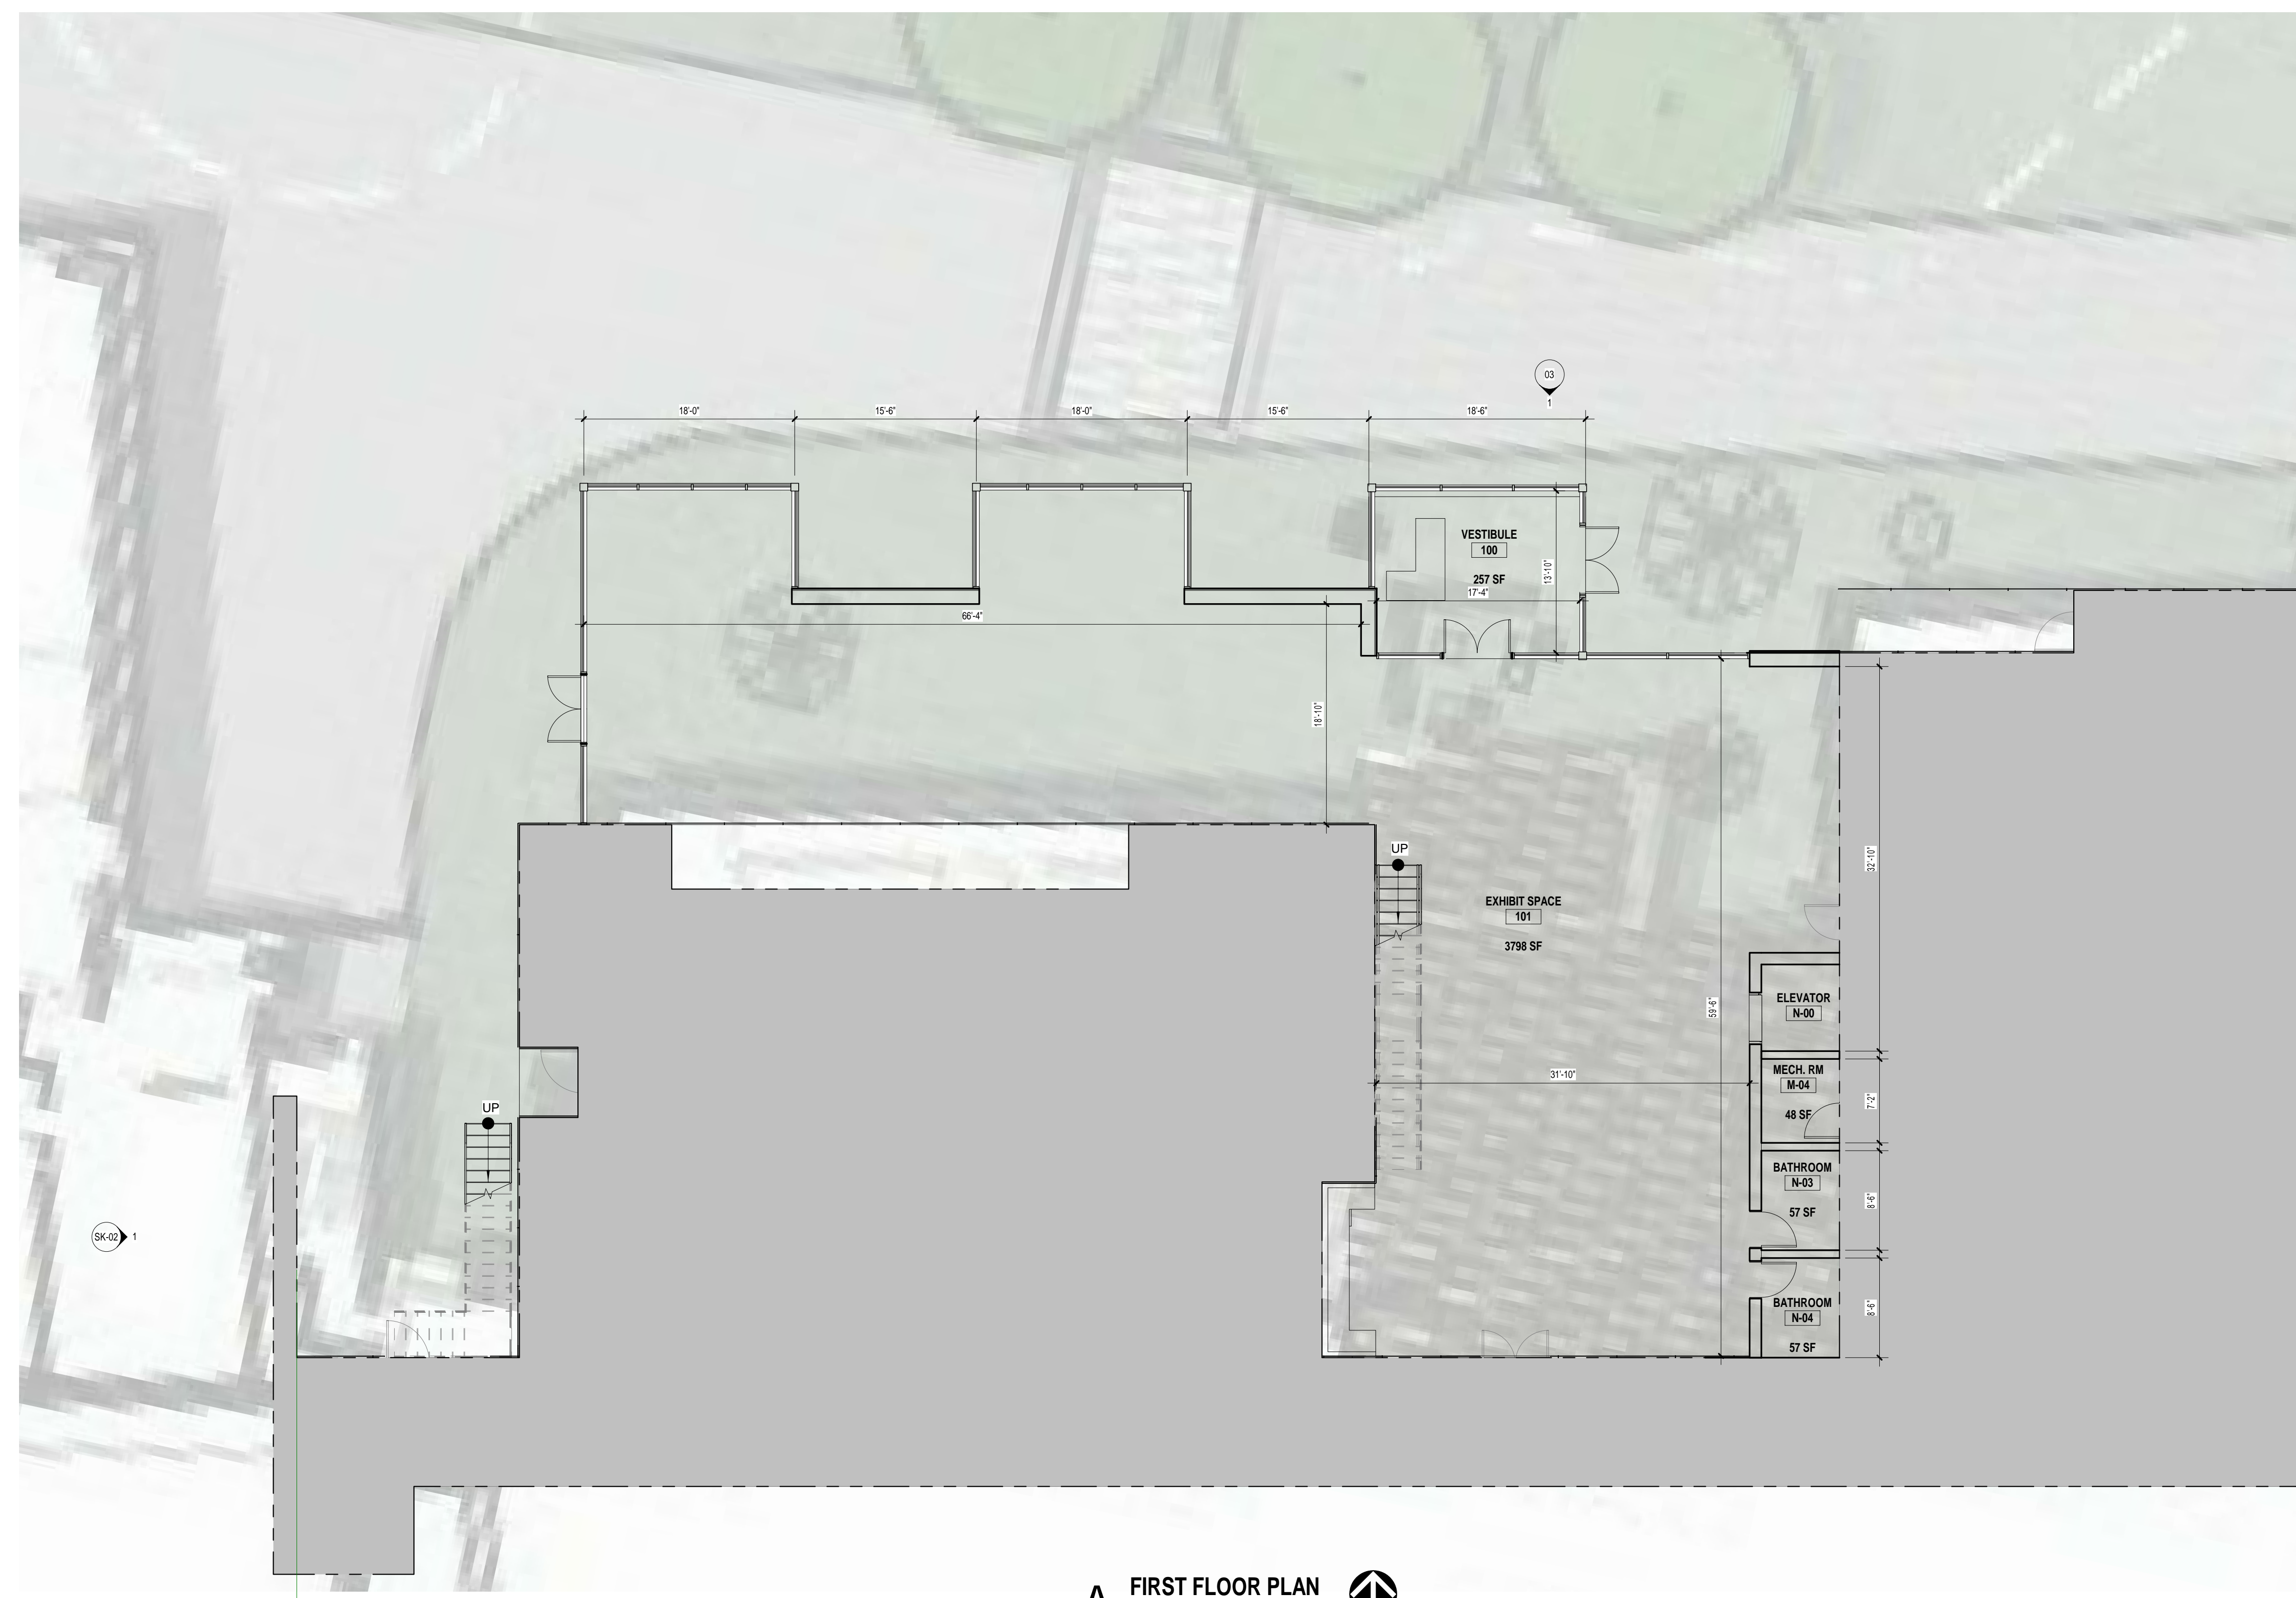 03
1
18'-0"
15'-6"
18'-0"
15'-6"
18'-6"
VESTIBULE
100
257 SF
13'-10"
17'-4"
66'-4"
18'-10"
UP
EXHIBIT SPACE
101
3798 SF
32'-10"
59'-6"
ELEVATOR
N-00
31'-10"
MECH. RM
M-04
48 SF
7'-2"
UP
BATHROOM
N-03
57 SF
8'-6"
SK-02
1
BATHROOM
N-04
57 SF
8'-6"
A
FIRST FLOOR PLAN